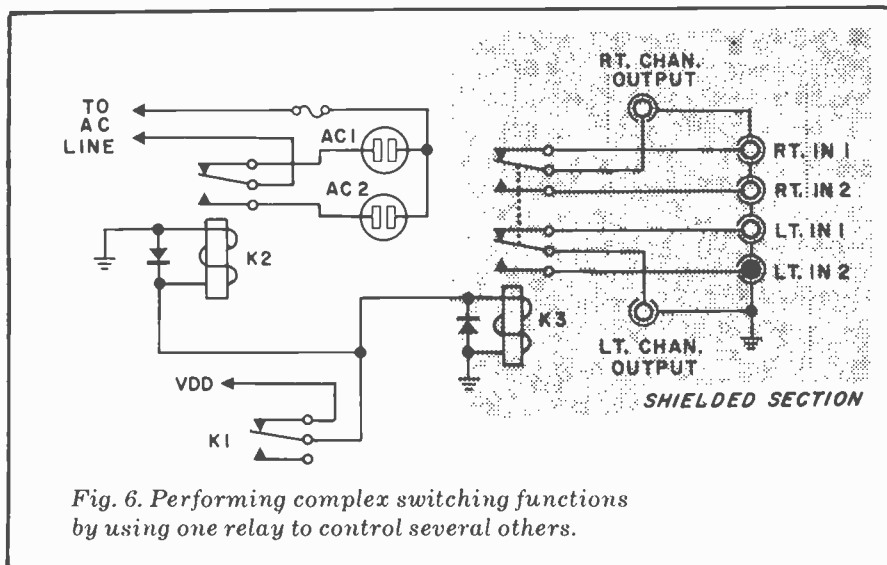 TO
AC
LINE
AC1
AC2
K2
VDD
K1
K3
RT. CHAN.
OUTPUT
RT. IN 1
RT. IN 2
LT. IN 1
LT. IN 2
LT. CHAN.
OUTPUT
SHIELDED SECTION
Fig. 6. Performing complex switching functions
by using one relay to control several others.